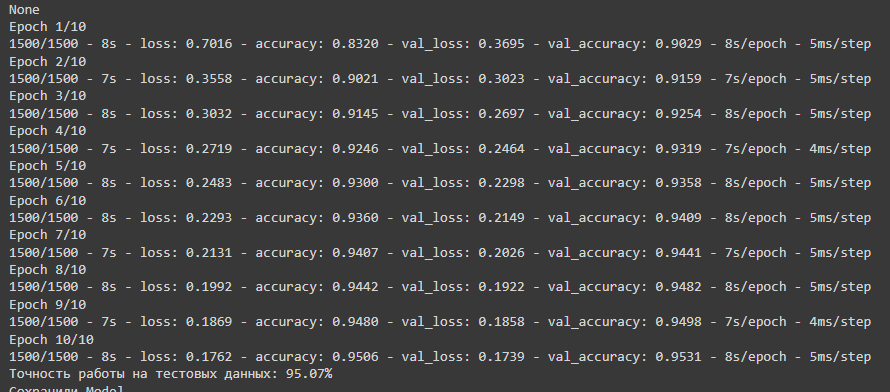 None
Epoch 1/10
1500/1500 - 8s - loss: 0.7016 - accuracy: 0.8320 - val_loss: 0.3695 - val_accuracy: 0.9029 - 8s/epoch - 5ms/step
Epoch 2/10
1500/1500 - 7s - loss: 0.3558 - accuracy: 0.9021 - val_loss: 0.3023 - val_accuracy: 0.9159 - 7s/epoch - 5ms/step
Epoch 3/10
1500/1500 - 8s - loss: 0.3032 - accuracy: 0.9145 - val_loss: 0.2697 - val_accuracy: 0.9254 - 8s/epoch - 5ms/step
Epoch 4/10
1500/1500 - 7s - loss: 0.2719 - accuracy: 0.9246 - val_loss: 0.2464 - val_accuracy: 0.9319 - 7s/epoch - 4ms/step
Epoch 5/10
1500/1500 - 8s - loss: 0.2483 - accuracy: 0.9300 - val_loss: 0.2298 - val_accuracy: 0.9358 - 8s/epoch - 5ms/step
Epoch 6/10
1500/1500 - 8s - loss: 0.2293 - accuracy: 0.9360 - val_loss: 0.2149 - val_accuracy: 0.9409 - 8s/epoch - 5ms/step
Epoch 7/10
1500/1500 - 7s - loss: 0.2131 - accuracy: 0.9407 - val_loss: 0.2026 - val_accuracy: 0.9441 - 7s/epoch - 5ms/step
Epoch 8/10
1500/1500 - 8s - loss: 0.1992 - accuracy: 0.9442 - val_loss: 0.1922 - val_accuracy: 0.9482 - 8s/epoch - 5ms/step
Epoch 9/10
1500/1500 - 7s - loss: 0.1869 - accuracy: 0.9480 - val_loss: 0.1858 - val_accuracy: 0.9498 - 7s/epoch - 4ms/step
Epoch 10/10
1500/1500 - 8s - loss: 0.1762 - accuracy: 0.9506 - val_loss: 0.1739 - val_accuracy: 0.9531 - 8s/epoch - 5ms/step
Точность работы на тестовых данных: 95.07%
Сохранили Model